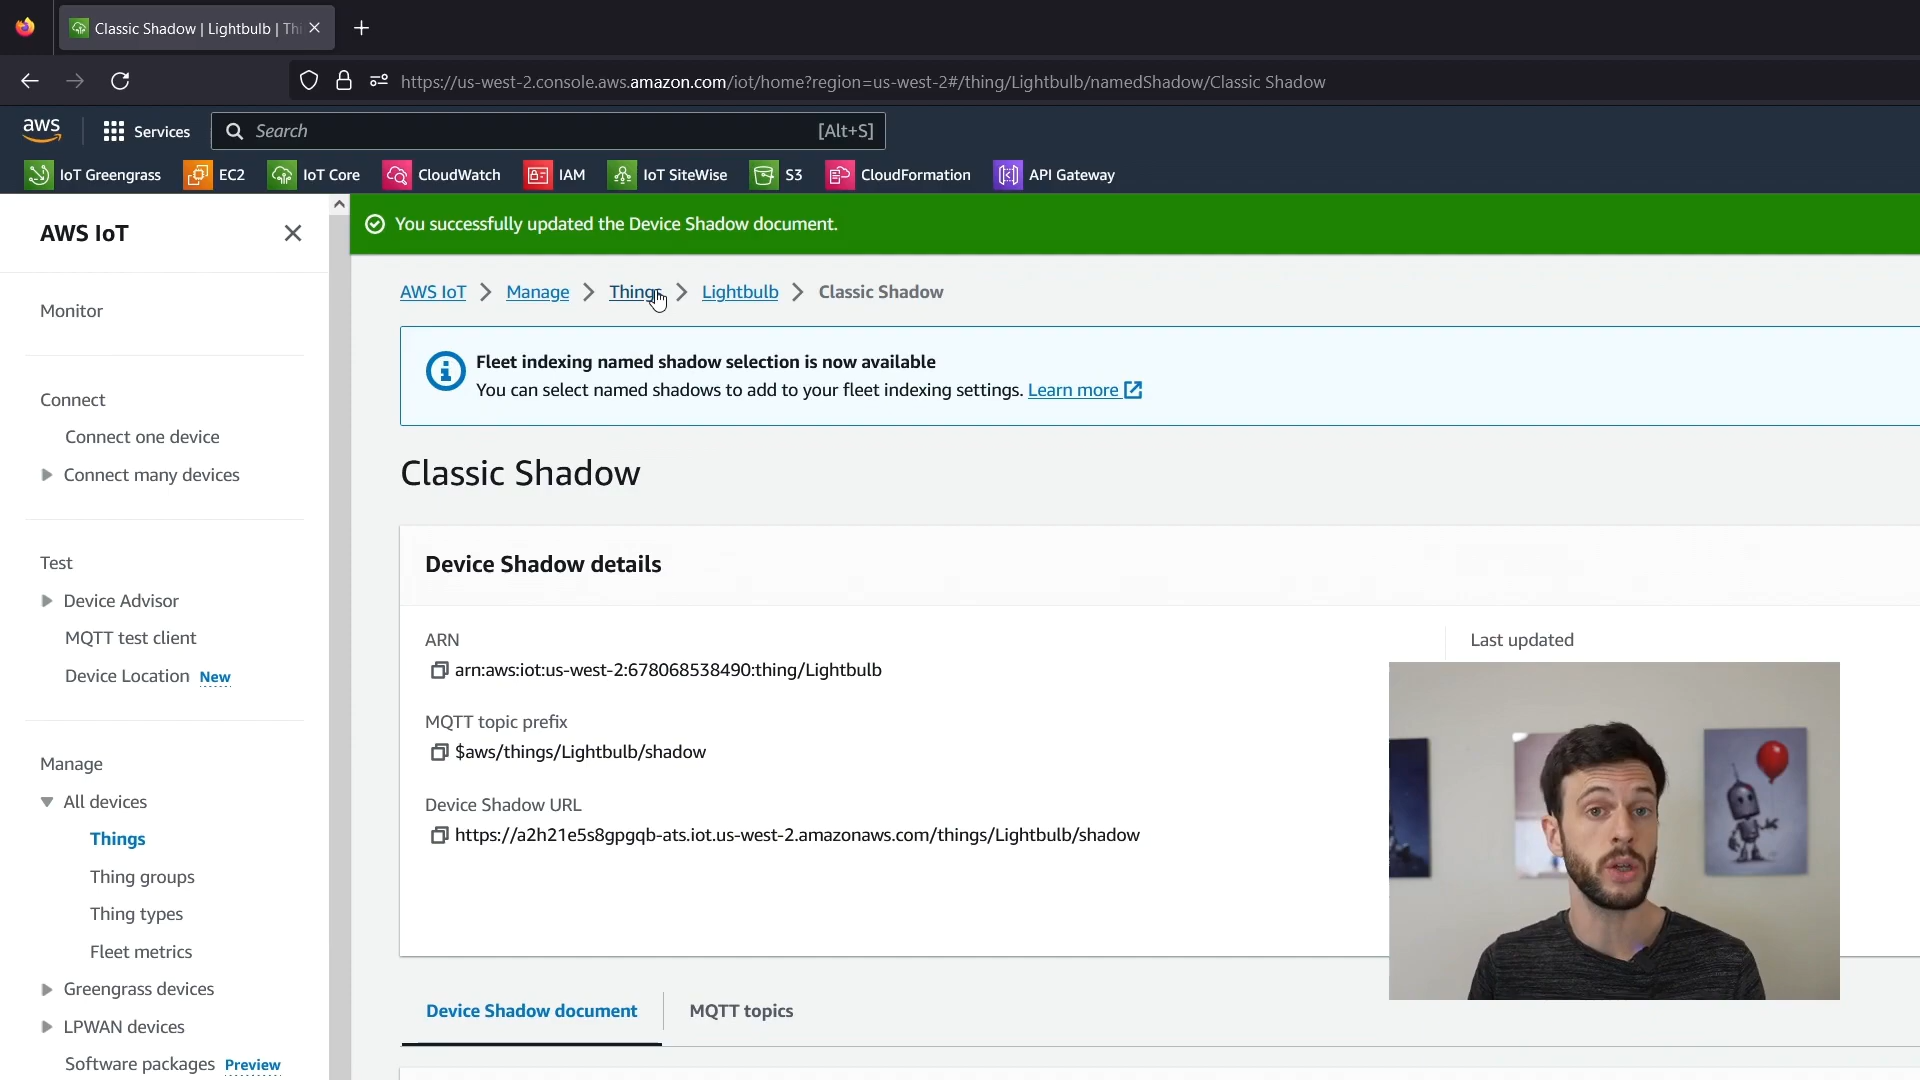 Classic Shadow | Lightbulb | Thi
https://us-west-2.console.aws.amazon.com/iot/home?region=us-west-2#/thing/Lightbulb/namedShadow/Classic Shadow
aws
Services
Search
[Alt+S]
IoT Greengrass
EC2
IoT Core
CloudWatch
IAM
IoT SiteWise
S3
CloudFormation
API Gateway
AWS IoT
Monitor
Connect
Connect one device
Connect many devices
Test
Device Advisor
MQTT test client
Device Location New
Manage
All devices
Things
Thing groups
Thing types
Fleet metrics
Greengrass devices
LPWAN devices
Software packages Preview
You successfully updated the Device Shadow document.
AWS IoT > Manage > Things > Lightbulb > Classic Shadow
Fleet indexing named shadow selection is now available
You can select named shadows to add to your fleet indexing settings. Learn more
Classic Shadow
Device Shadow details
ARN
arn:aws:iot:us-west-2:678068538490:thing/Lightbulb
MQTT topic prefix
$aws/things/Lightbulb/shadow
Device Shadow URL
https://a2h21e5s8gpgqb-ats.iot.us-west-2.amazonaws.com/things/Lightbulb/shadow
Last updated
Device Shadow document
MQTT topics